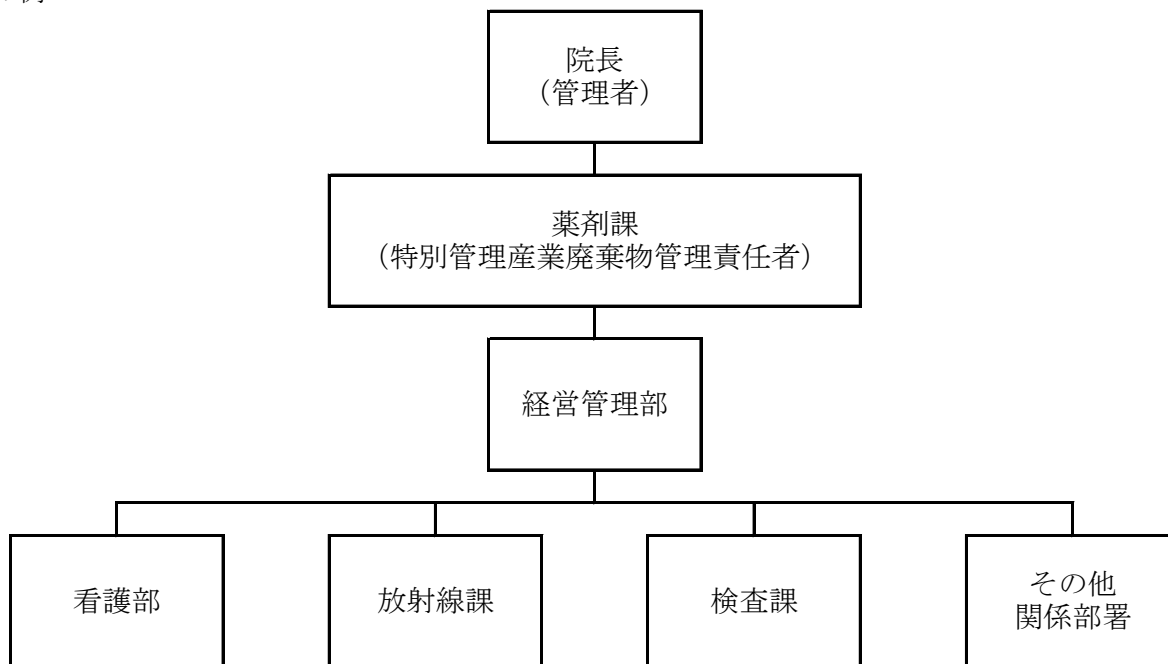 院長
（管理者）
薬剤課
（特別管理産業廃棄物管理責任者）
経営管理部
看護部
放射線課
検査課
その他
関係部署